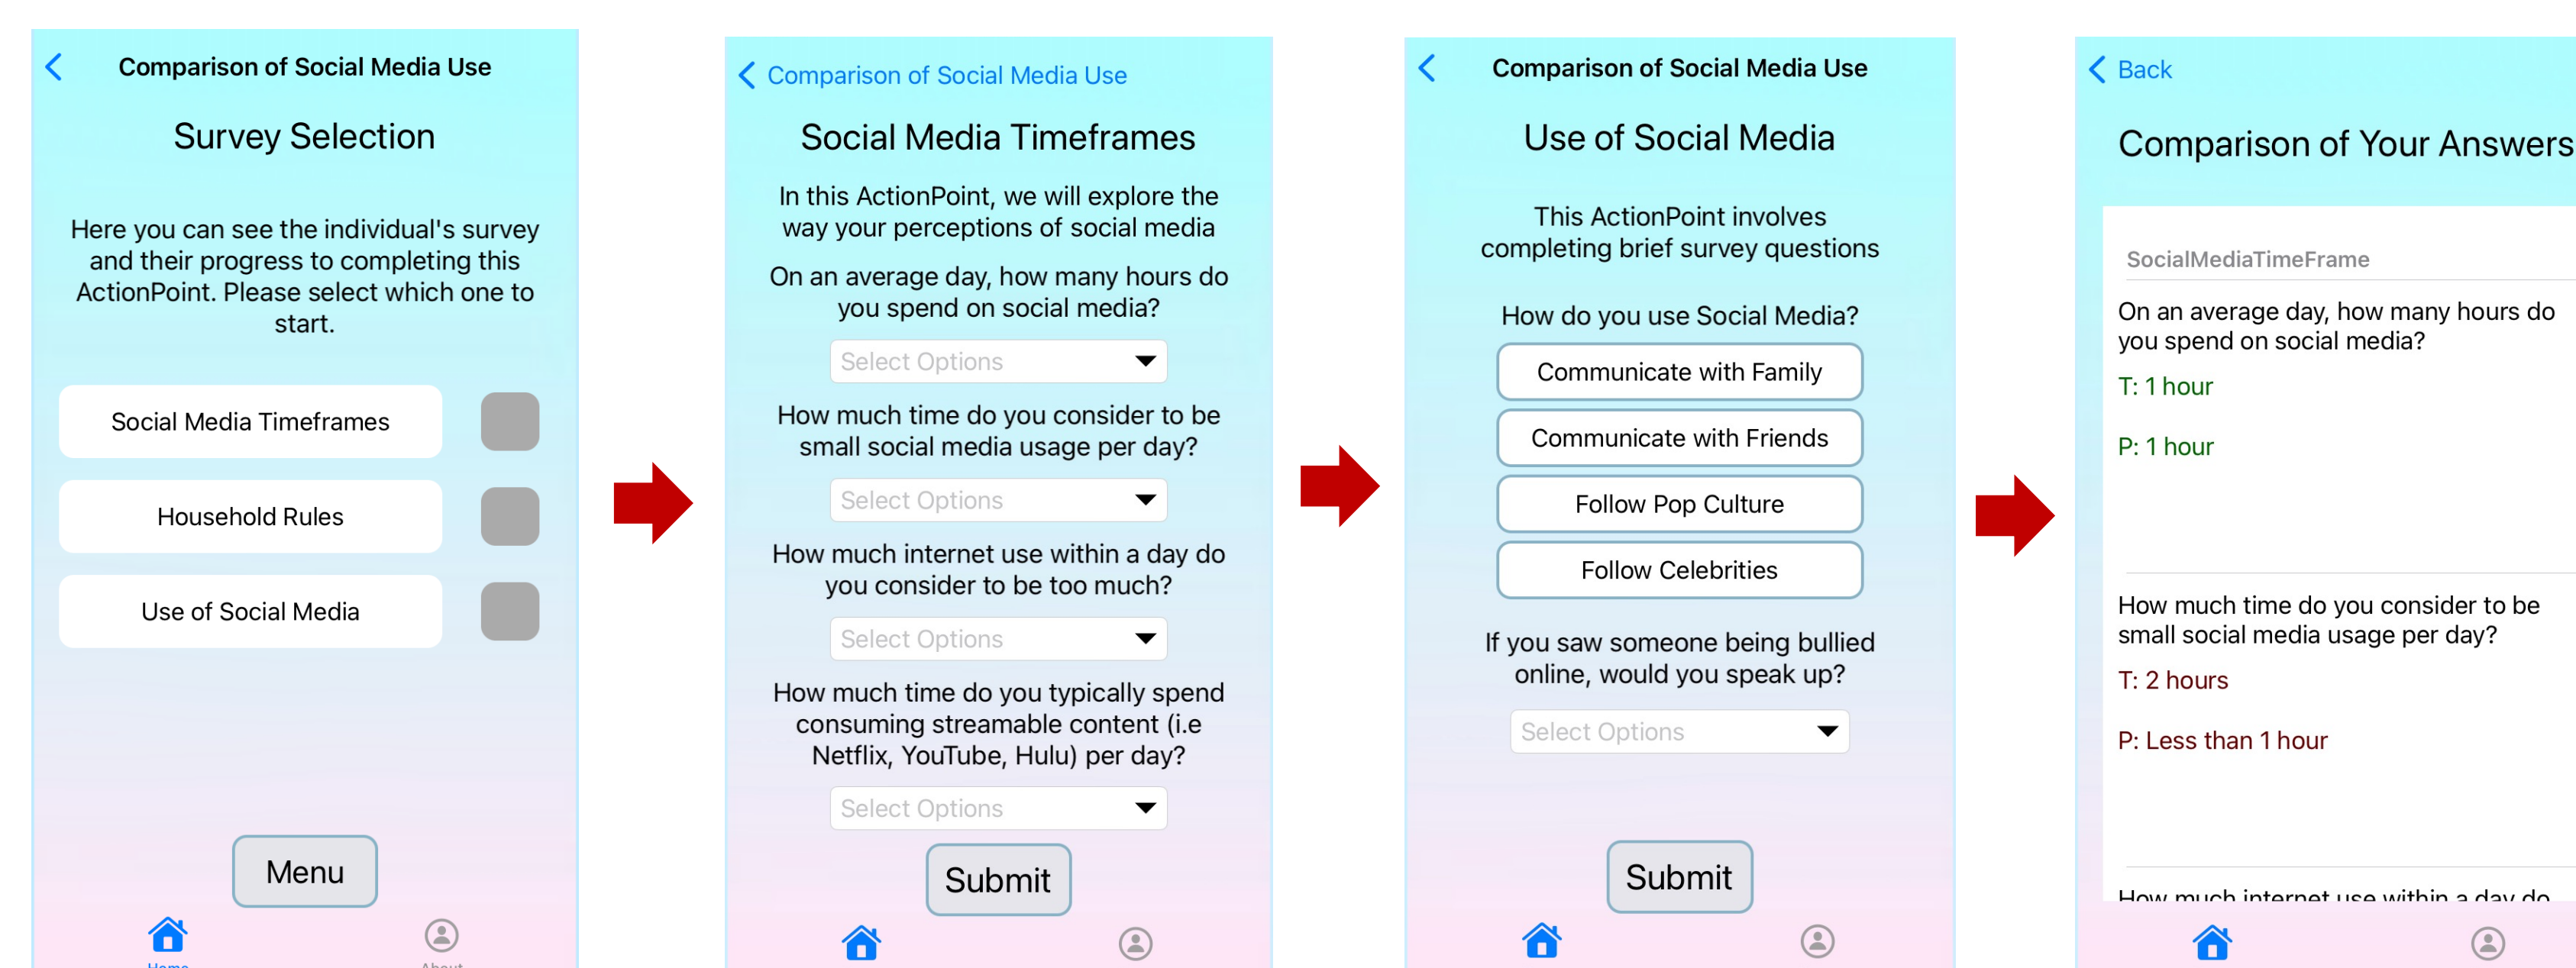 Comparison of Social Media Use
Survey Selection
Here you can see the individual's survey
and their progress to completing this
ActionPoint. Please select which one to
start.
Social Media Timeframes
Household Rules
Use of Social Media
Menu
Home
About
Comparison of Social Media Use
Social Media Timeframes
In this ActionPoint, we will explore the
way your perceptions of social media
On an average day, how many hours do
you spend on social media?
Select Options
How much time do you consider to be
small social media usage per day?
Select Options
How much internet use within a day do
you consider to be too much?
Select Options
How much time do you typically spend
consuming streamable content (i.e
Netflix, YouTube, Hulu) per day?
Select Options
Submit
Comparison of Social Media Use
Use of Social Media
This ActionPoint involves
completing brief survey questions
How do you use Social Media?
Communicate with Family
Communicate with Friends
Follow Pop Culture
Follow Celebrities
If you saw someone being bullied
online, would you speak up?
Select Options
Submit
Back
Comparison of Your Answers
SocialMediaTimeFrame
On an average day, how many hours do
you spend on social media?
T: 1 hour
P: 1 hour
How much time do you consider to be
small social media usage per day?
T: 2 hours
P: Less than 1 hour
How much internet use within a day do